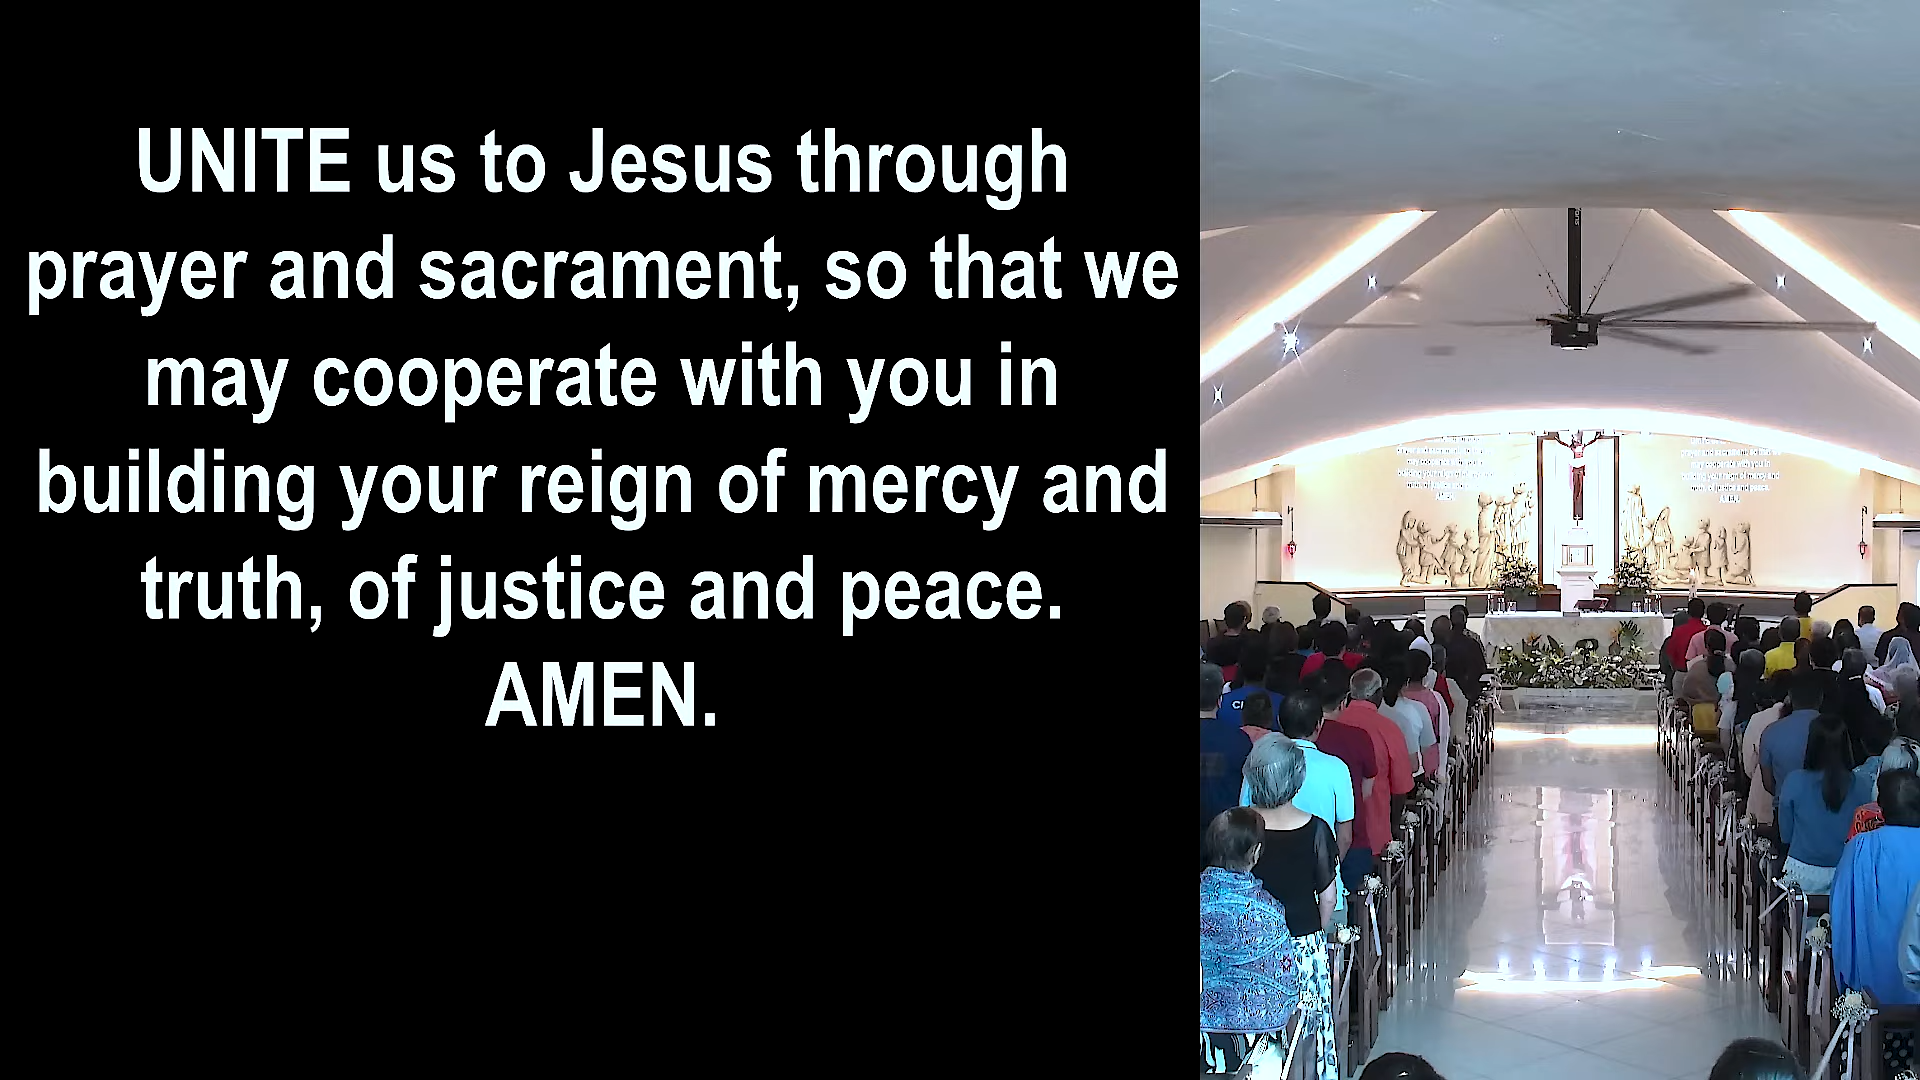 UNITE us to Jesus through
prayer and sacrament, so that we
may cooperate with you in
building your reign of mercy and
truth, of justice and peace.
AMEN.